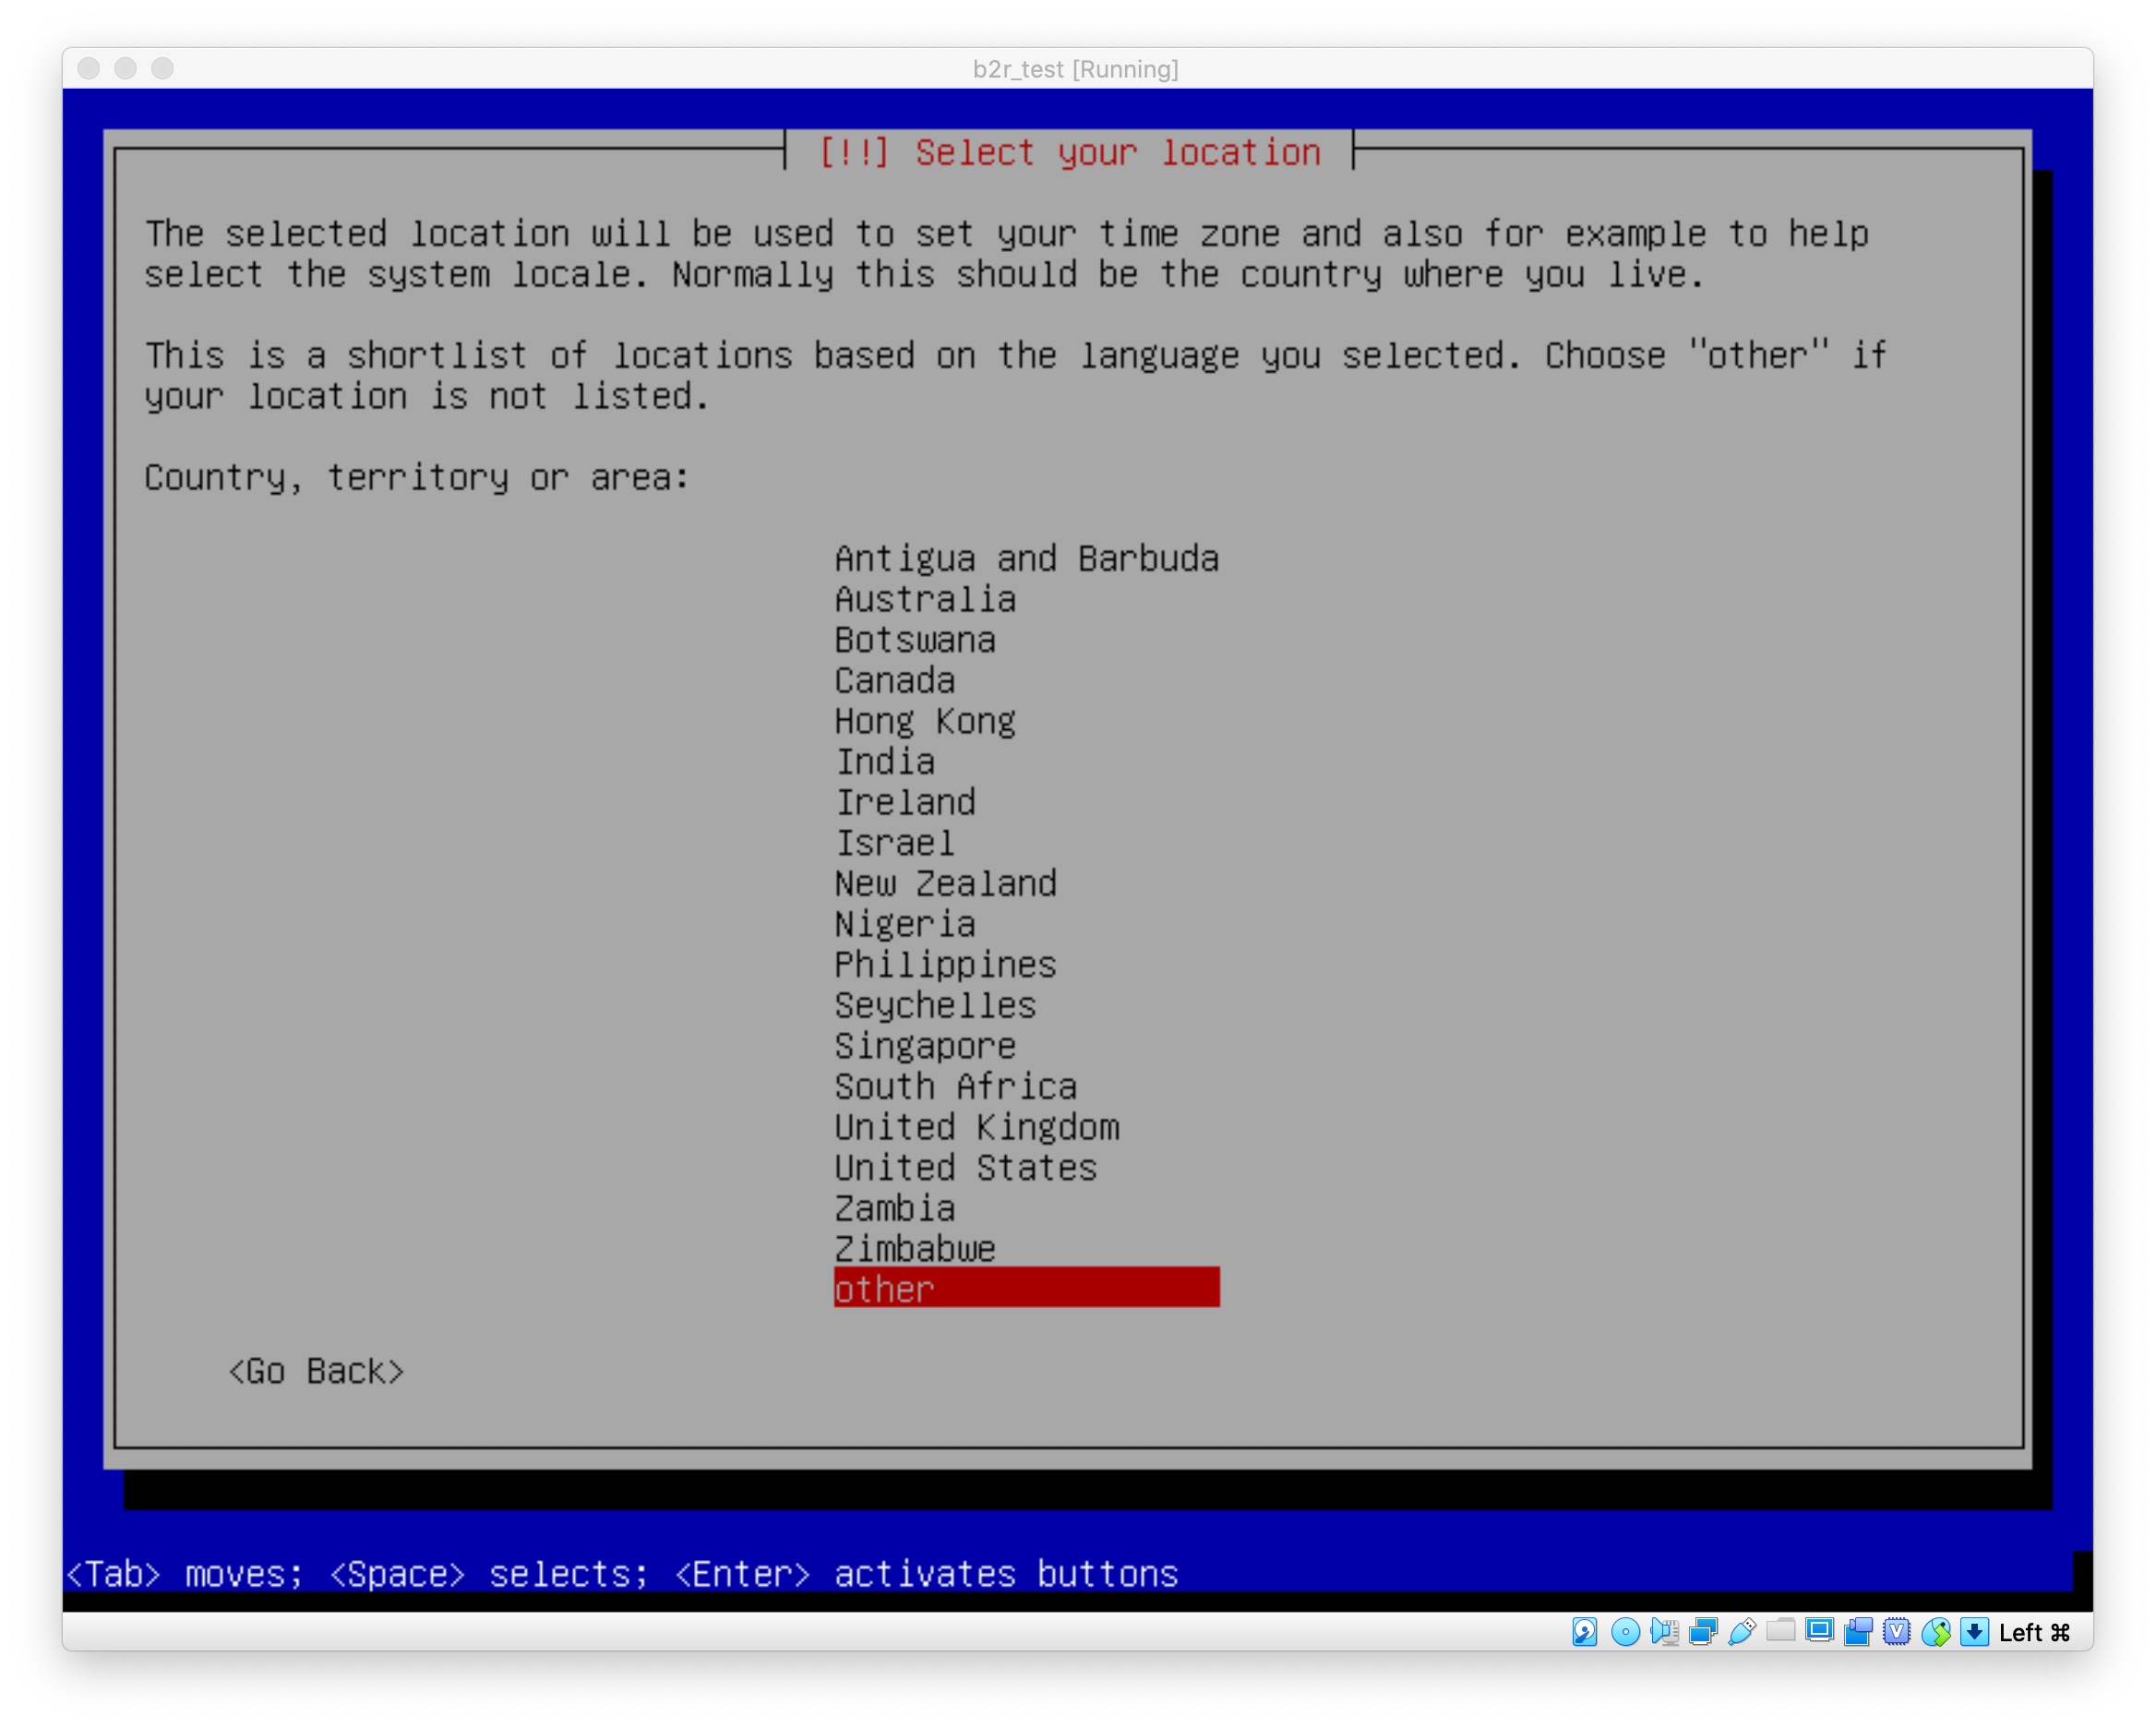 b2r_test [Running]
[!!] Select your location
The selected location will be used to set your time zone and also for example to help
select the system locale. Normally this should be the country where you live.
This is a shortlist of locations based on the language you selected. Choose "other" if
your location is not listed.
Country, territory or area:
Antigua and Barbuda
Australia
Botswana
Canada
Hong Kong
India
Ireland
Israel
New Zealand
Nigeria
Philippines
Seychelles
Singapore
South Africa
United Kingdom
United States
Zambia
Zimbabwe
other
<Go Back>
<Tab> moves; <Space> selects; <Enter> activates buttons
Left ⌘